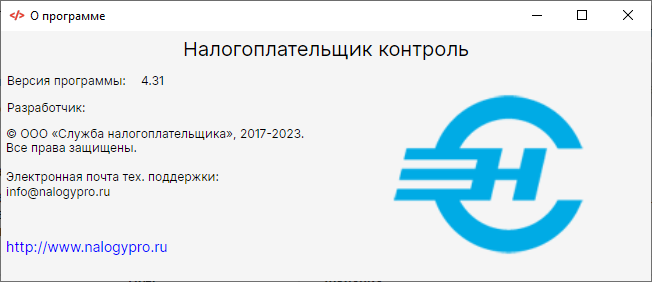 О программе
Налогоплательщик контроль
Версия программы: 4.31
Разработчик:
© ООО «Служба налогоплательщика», 2017-2023.
Все права защищены.
Электронная почта тех. поддержки:
info@nalogypro.ru
http://www.nalogypro.ru
Н